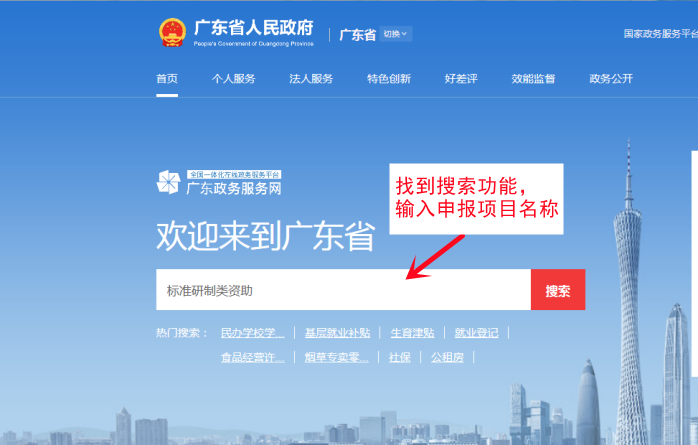 广东省人民政府
People's Government of Guangdong Province
广东省 切换
国家政务服务平台
首页 个人服务 法人服务 特色创新 好差评 效能监督 政务公开
全国一体化在线政务服务平台
广东政务服务网
找到搜索功能，
输入申报项目名称
欢迎来到广东省
标准研制类资助 搜索
热门搜索： 民办学校学... 基层就业补贴 生育津贴 就业登记
食品经营许... 烟草专卖零... 社保 公租房